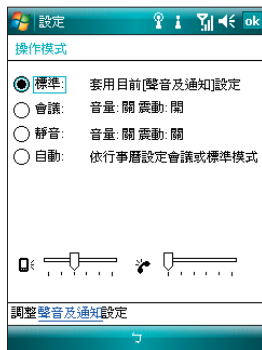 設定 ok
操作模式
標準: 套用目前[聲音及通知]設定
會議: 音量: 關 震動: 開
靜音: 音量: 關 震動: 關
自動: 依行事曆設定會議或標準模式
調整聲音及通知設定